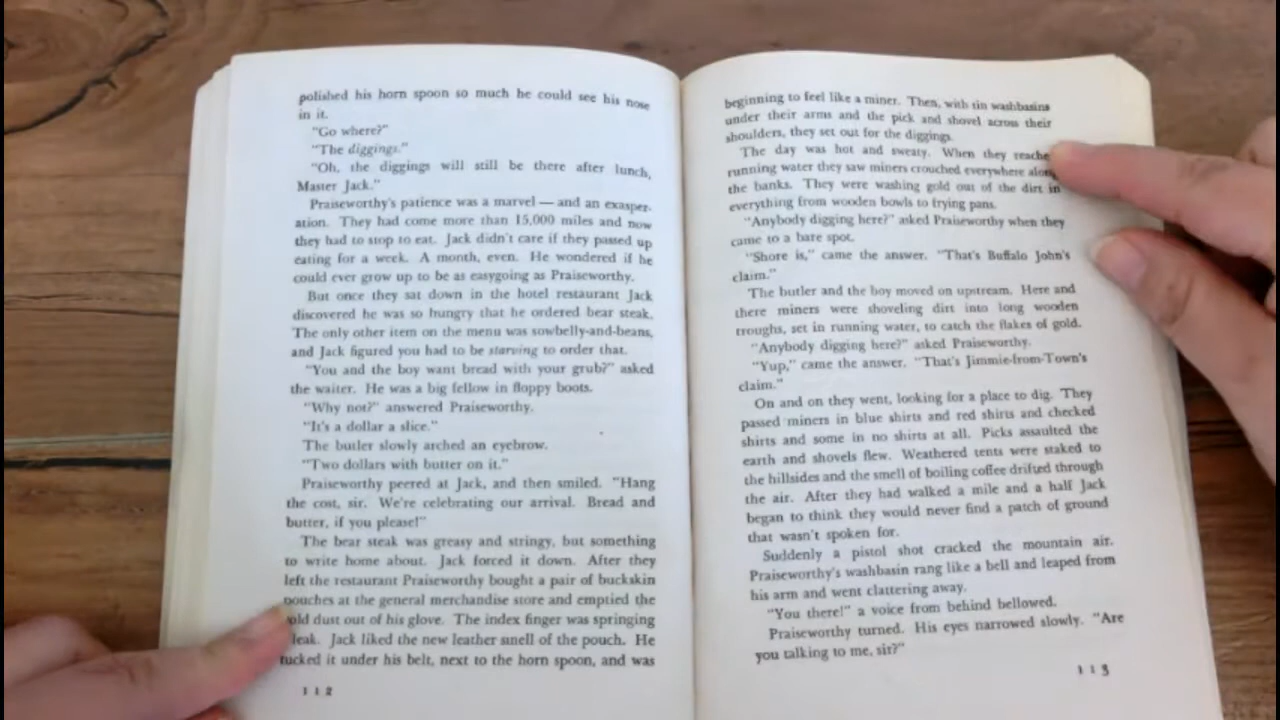 polished his horn spoon so much he could see his nose
in it.
"Go where?"
"The diggings."
"Oh, the diggings will still be there after lunch,
Master Jack."
Praiseworthy's patience was a marvel — and an exasper-
ation. They had come more than 15,000 miles and now
they had to stop to eat. Jack didn't care if they passed up
eating for a week. A month, even. He wondered if he
could ever grow up to be as easygoing as Praiseworthy.
But once they sat down in the hotel restaurant Jack
discovered he was so hungry that he ordered bear steak.
The only other item on the menu was sowbelly-and-beans,
and Jack figured you had to be starving to order that.
"You and the boy want bread with your grub?" asked
the waiter. He was a big fellow in floppy boots.
"Why not?" answered Praiseworthy.
"It's a dollar a slice."
The butler slowly arched an eyebrow.
"Two dollars with butter on it."
Praiseworthy peered at Jack, and then smiled. "Hang
the cost, sir. We're celebrating our arrival. Bread and
butter, if you please!"
The bear steak was greasy and stringy, but something
to write home about. Jack forced it down. After they
left the restaurant Praiseworthy bought a pair of buckskin
pouches at the general merchandise store and emptied the
gold dust out of his glove. The index finger was springing
leak. Jack liked the new leather smell of the pouch. He
tucked it under his belt, next to the horn spoon, and was
112
beginning to feel like a miner. Then, with tin washbasins
under their arms and the pick and shovel across their
shoulders, they set out for the diggings.
The day was hot and sweaty. When they reached
running water they saw miners crouched everywhere along
the banks. They were washing gold out of the dirt in
everything from wooden bowls to frying pans.
"Anybody digging here?" asked Praiseworthy when they
came to a bare spot.
"Shore is," came the answer. "That's Buffalo John's
claim."
The butler and the boy moved on upstream. Here and
there miners were shoveling dirt into long wooden
troughs, set in running water, to catch the flakes of gold.
"Anybody digging here?" asked Praiseworthy.
"Yup," came the answer. "That's Jimmie-from-Town's
claim."
On and on they went, looking for a place to dig. They
passed miners in blue shirts and red shirts and checked
shirts and some in no shirts at all. Picks assaulted the
earth and shovels flew. Weathered tents were staked to
the hillsides and the smell of boiling coffee drifted through
the air. After they had walked a mile and a half Jack
began to think they would never find a patch of ground
that wasn't spoken for.
Suddenly a pistol shot cracked the mountain air.
Praiseworthy's washbasin rang like a bell and leaped from
his arm and went clattering away.
"You there!" a voice from behind bellowed.
Praiseworthy turned. His eyes narrowed slowly. "Are
you talking to me, sir?"
113